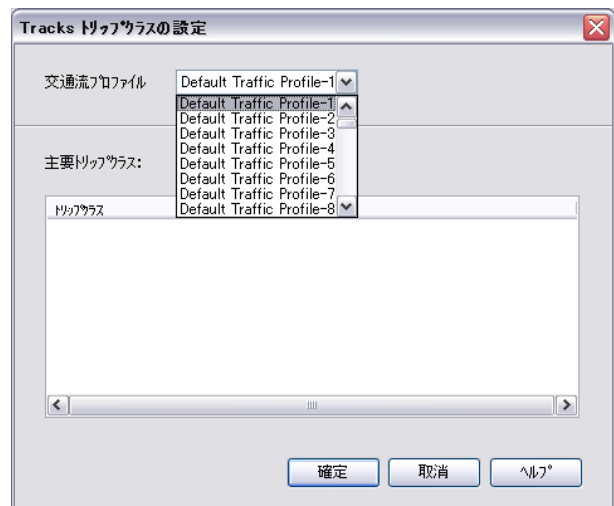 Tracks ﾄﾘｯﾌﾟｸﾗｽの設定
交通流ﾌﾟﾛﾌｧｲﾙ
Default Traffic Profile-1
Default Traffic Profile-1
Default Traffic Profile-2
Default Traffic Profile-3
Default Traffic Profile-4
Default Traffic Profile-5
Default Traffic Profile-6
Default Traffic Profile-7
Default Traffic Profile-8
主要ﾄﾘｯﾌﾟｸﾗｽ:
ﾄﾘｯﾌﾟｸﾗｽ
確定
取消
ﾍﾙﾌﾟ